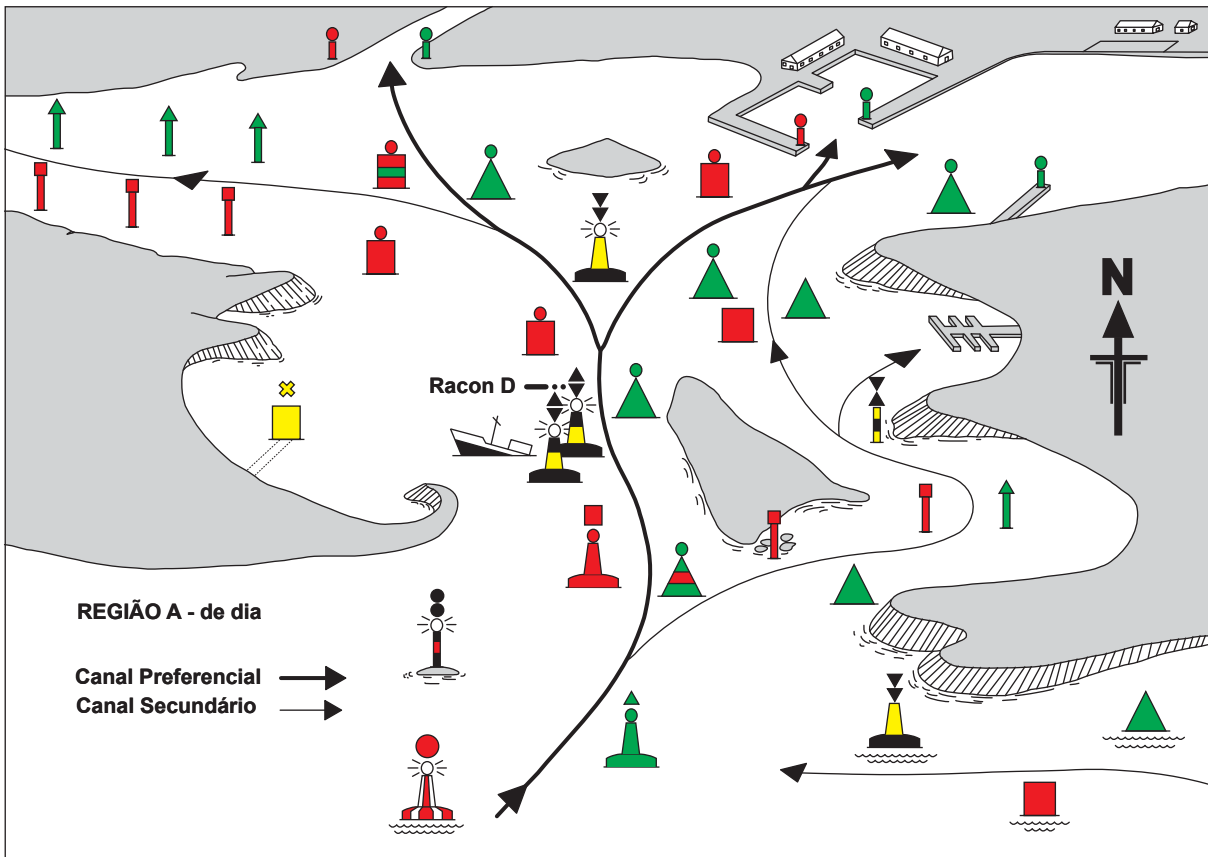 N
Racon D
REGIÃO A - de dia
Canal Preferencial
Canal Secundário